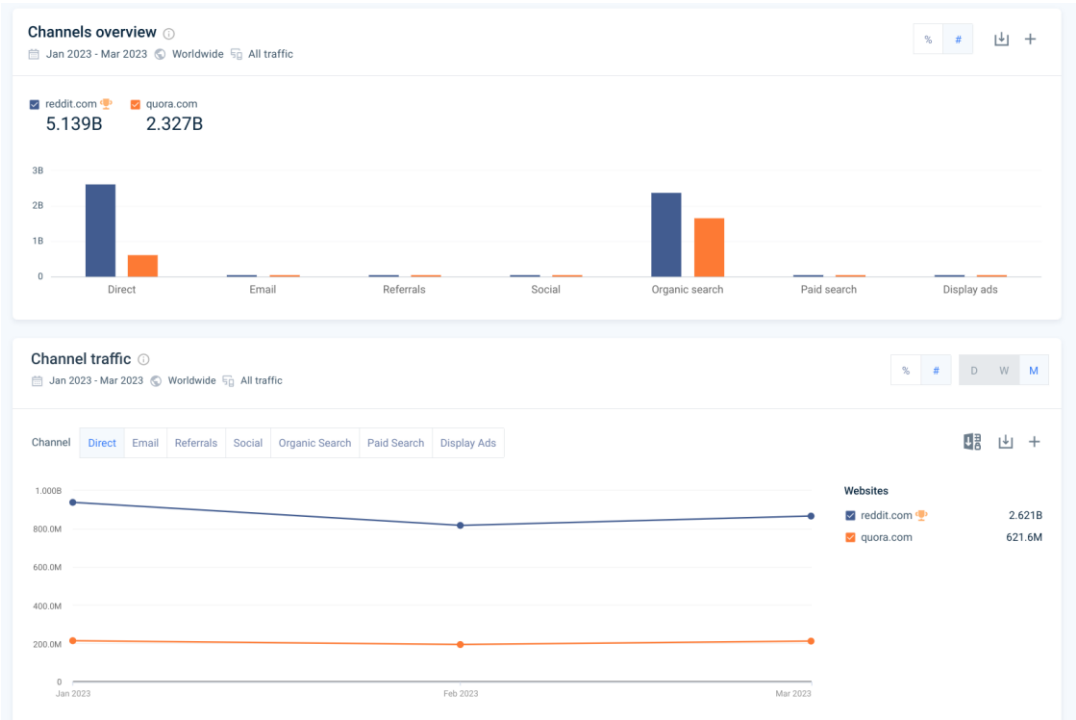 Channels overview
Jan 2023 - Mar 2023 Worldwide All traffic
% #
reddit.com quora.com
5.139B 2.327B
3B
2B
1B
0
Direct Email Referrals Social Organic search Paid search Display ads
Channel traffic
Jan 2023 - Mar 2023 Worldwide All traffic
% # D W M
Channel Direct Email Referrals Social Organic Search Paid Search Display Ads
1.000B
800.0M
600.0M
400.0M
200.0M
0
Jan 2023 Feb 2023 Mar 2023
Websites
reddit.com 2.621B
quora.com 621.6M